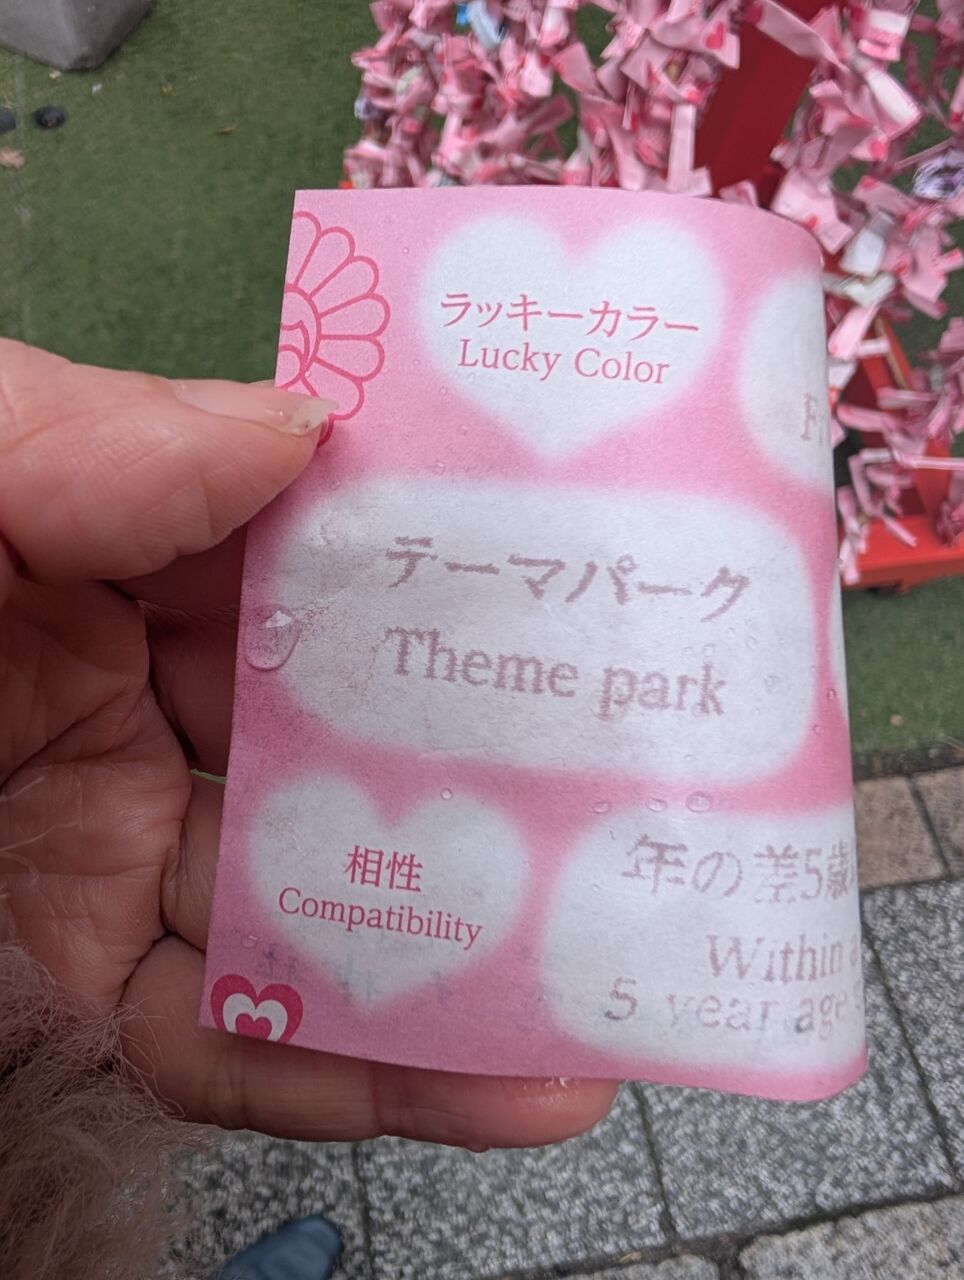 ラッキーカラー
Lucky Color
テーマパーク
Theme park
相性
Compatibility
年の差5歳
Within
5 year age